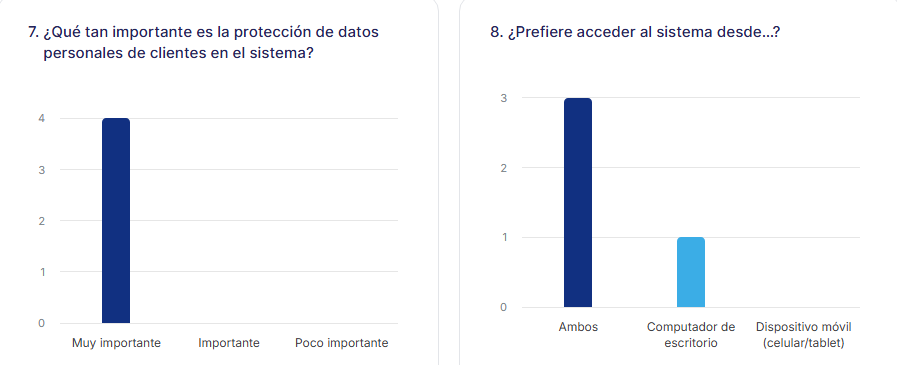 7. ¿Qué tan importante es la protección de datos
personales de clientes en el sistema?
4
3
2
1
0
Muy importante
Importante
Poco importante
8. ¿Prefiere acceder al sistema desde...?
3
2
1
0
Ambos
Computador de
escritorio
Dispositivo móvil
(celular/tablet)